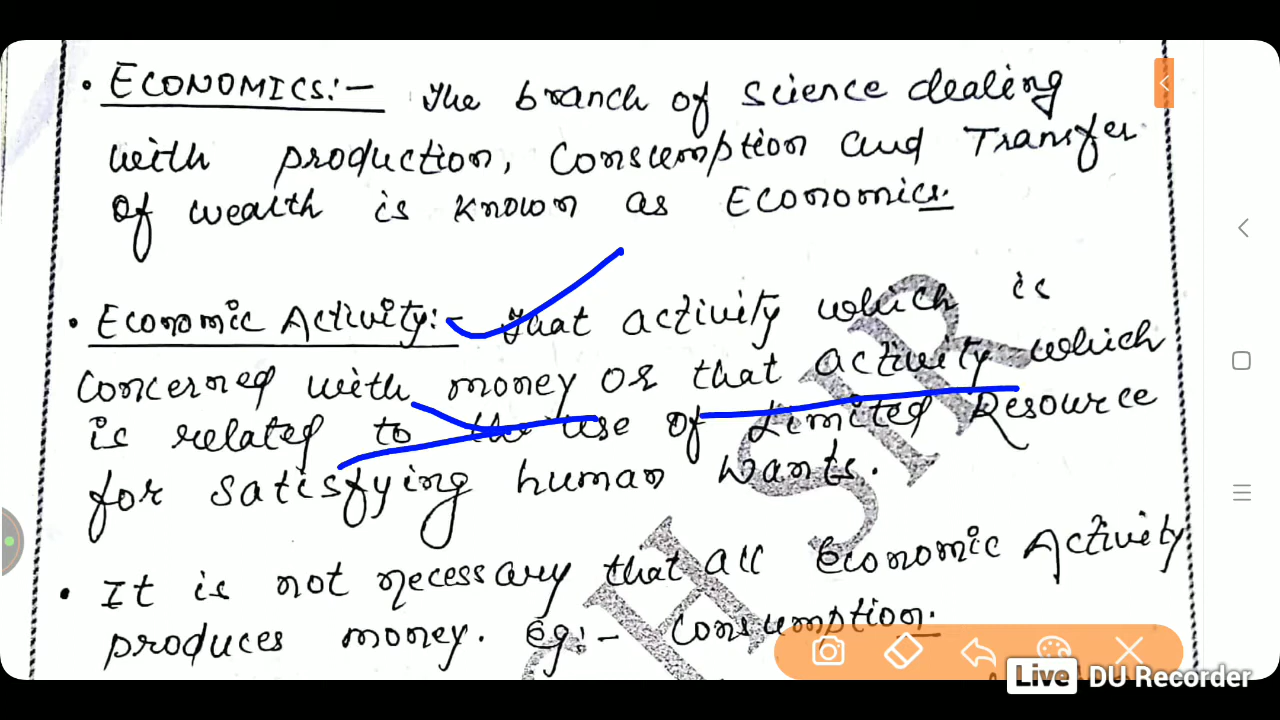 • ECONOMICS:- The branch of science dealing
with production, Consumption and Transfer
of wealth is known as Economics.
• Economic Activity:- That activity which is
concerned with money or that activity which
is related to the use of Limited Resource
for satisfying human wants.
• It is not necessary that all Economic Activity
produces money. Eg:- Consumption.
H SIR
Live DU Recorder